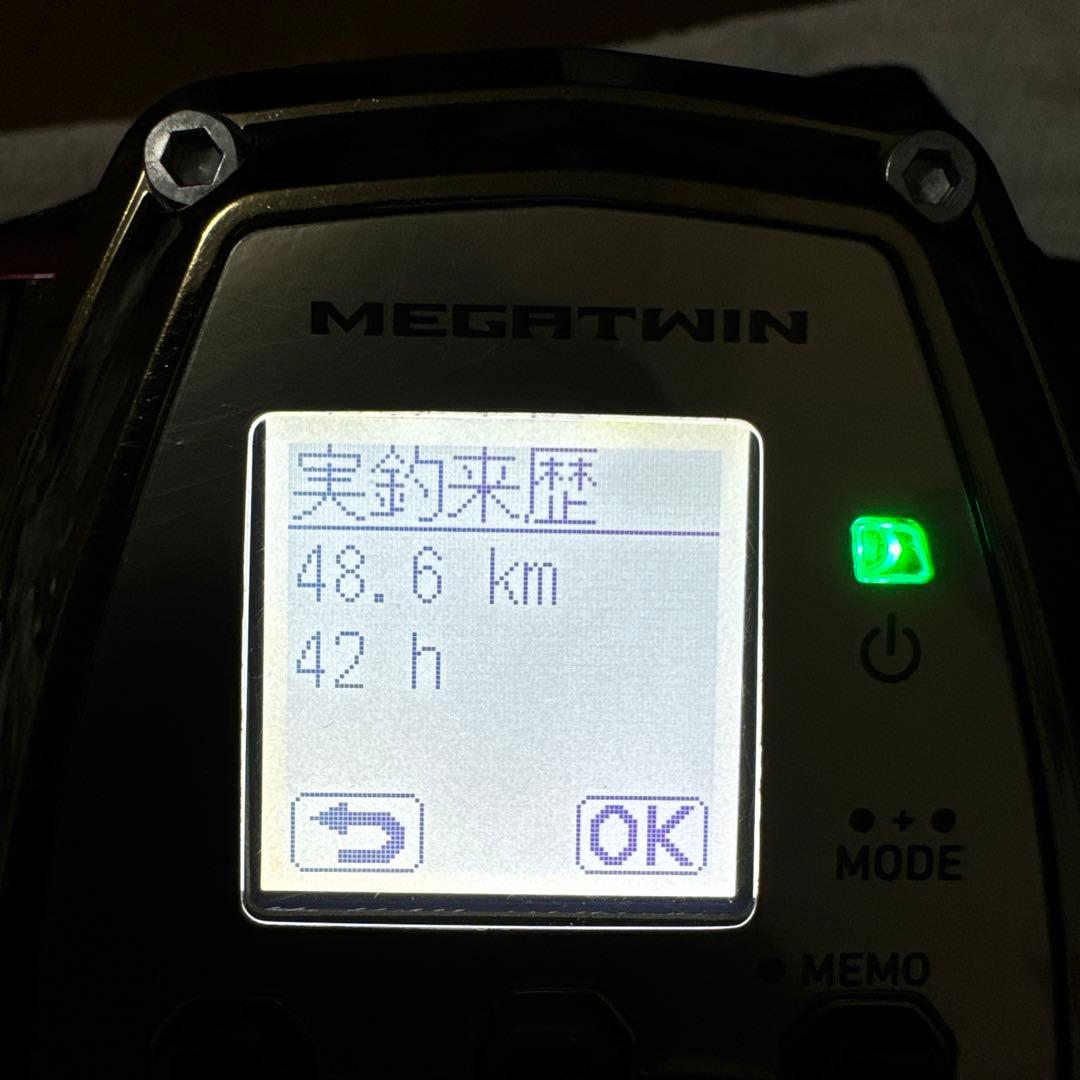 MEGATWIN
実釣来歴
48.6 km
42 h
OK
● + ●
MODE
● MEMO